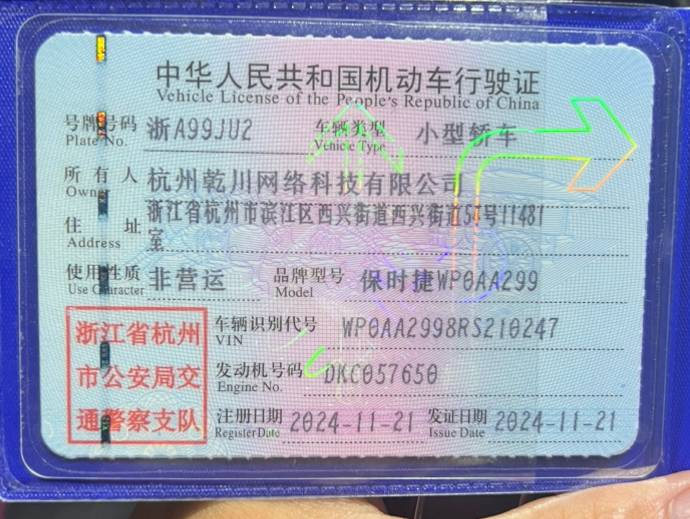 中华人民共和国机动车行驶证
Vehicle License of the People's Republic of China
号牌号码 浙A99JU2 车辆类型 小型轿车
Plate No. Vehicle Type
所有人 杭州乾川网络科技有限公司
Owner
住址 浙江省杭州市滨江区西兴街道西兴街道54号11481
Address 室
使用性质 非营运 品牌型号 保时捷WP0AA299
Use Character Model
浙江省杭州 车辆识别代号 WP0AA2998RS210247
VIN
市公安局交 发动机号码 DKC057650
Engine No.
通警察支队 注册日期 2024-11-21 发证日期 2024-11-21
Register Date Issue Date